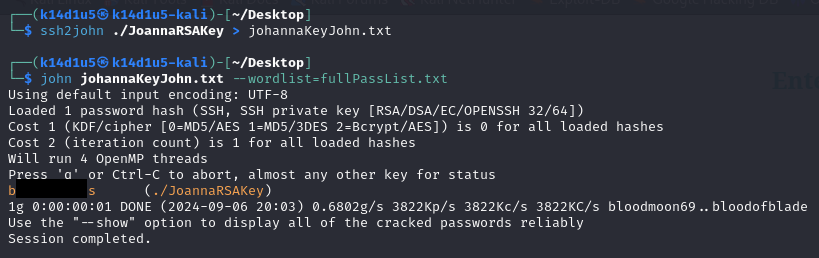 ┌──(k14d1u5㉿k14d1u5-kali)-[~/Desktop]
└─$ ssh2john ./JoannaRSAKey > johannaKeyJohn.txt
┌──(k14d1u5㉿k14d1u5-kali)-[~/Desktop]
└─$ john johannaKeyJohn.txt --wordlist=fullPassList.txt
Using default input encoding: UTF-8
Loaded 1 password hash (SSH, SSH private key [RSA/DSA/EC/OPENSSH 32/64])
Cost 1 (KDF/cipher [0=MD5/AES 1=MD5/3DES 2=Bcrypt/AES]) is 0 for all loaded hashes
Cost 2 (iteration count) is 1 for all loaded hashes
Will run 4 OpenMP threads
Press 'q' or Ctrl-C to abort, almost any other key for status
b s (./JoannaRSAKey)
1g 0:00:00:01 DONE (2024-09-06 20:03) 0.6802g/s 3822Kp/s 3822Kc/s 3822KC/s bloodmoon69..bloodofblade
Use the "--show" option to display all of the cracked passwords reliably
Session completed.